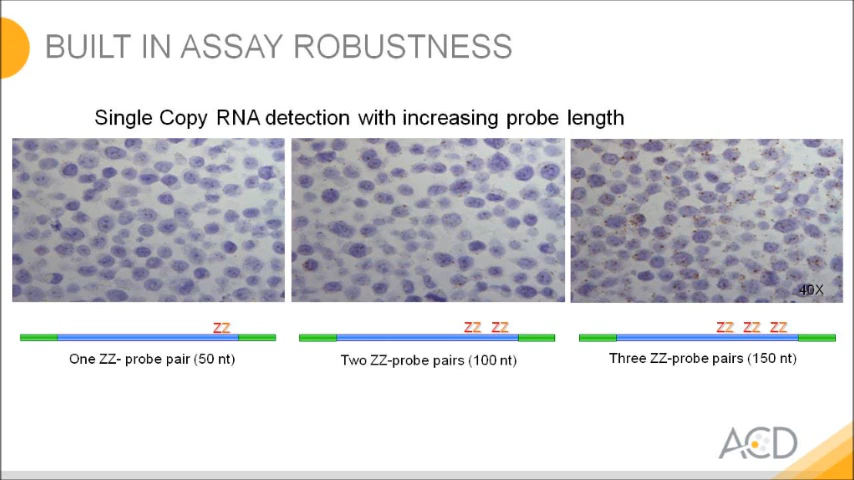 BUILT IN ASSAY ROBUSTNESS
Single Copy RNA detection with increasing probe length
40X
ZZ
ZZ ZZ
ZZ ZZ ZZ
One ZZ- probe pair (50 nt)
Two ZZ-probe pairs (100 nt)
Three ZZ-probe pairs (150 nt)
ACD